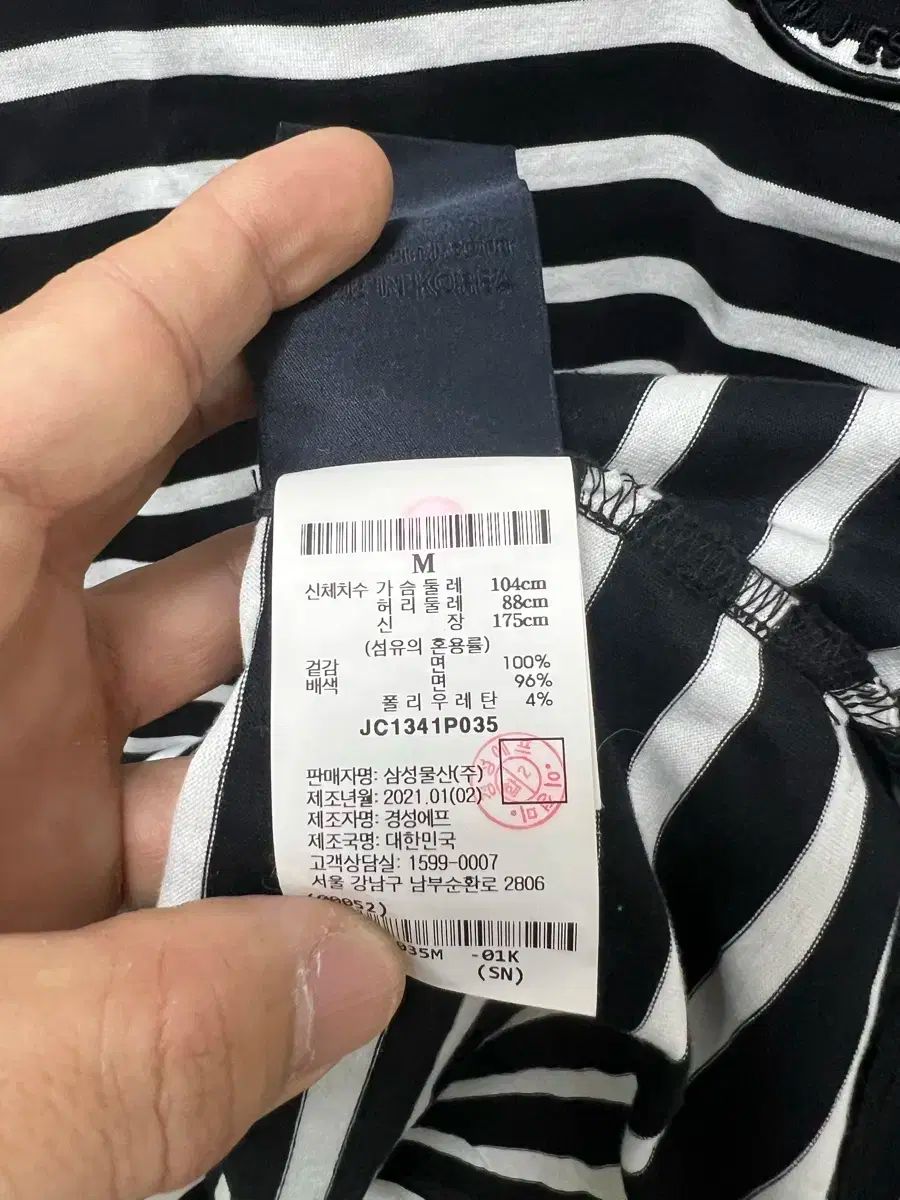 M
신체치수 가슴둘레 104cm
허리둘레 88cm
신장 175cm
(섬유의 혼용률)
겉감 면 100%
배색 면 96%
폴리우레탄 4%
JC1341P035
판매자명: 삼성물산(주)
제조년월: 2021.01(02)
제조자명: 경성에프
제조국명: 대한민국
고객상담실: 1599-0007
서울 강남구 남부순환로 2806
(00052)
035M -01K
(SN)